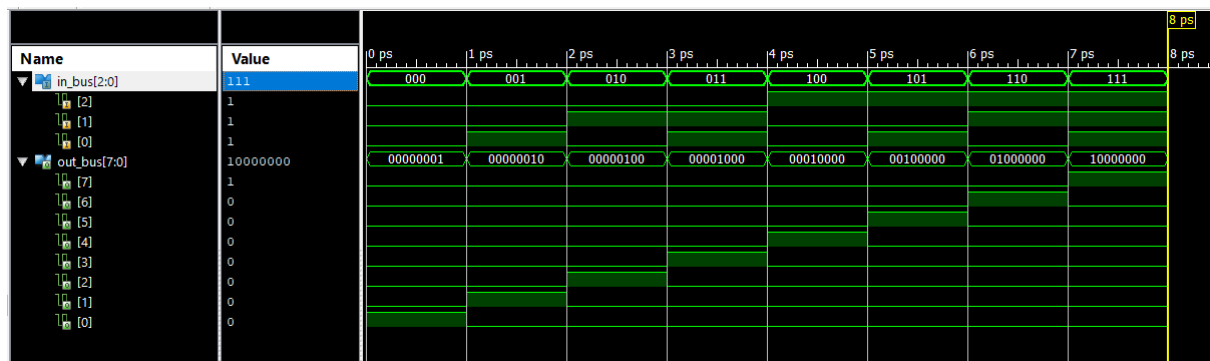 8 ps
Name Value 0 ps 1 ps 2 ps 3 ps 4 ps 5 ps 6 ps 7 ps 8 ps
in_bus[2:0] 111 000 001 010 011 100 101 110 111
[2] 1
[1] 1
[0] 1
out_bus[7:0] 10000000 00000001 00000010 00000100 00001000 00010000 00100000 01000000 10000000
[7] 1
[6] 0
[5] 0
[4] 0
[3] 0
[2] 0
[1] 0
[0] 0